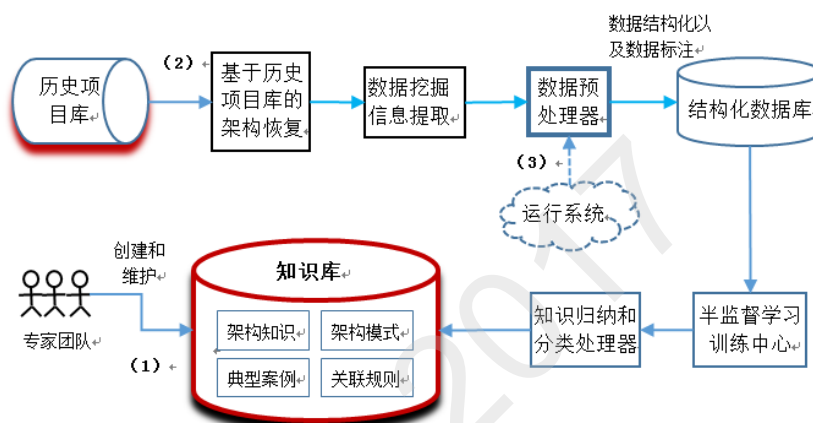 数据结构化以
及数据标注
（2）
历史项
目库
基于历史
项目库的
架构恢复
数据挖掘
信息提取
数据预
处理器
结构化数据库
（3）
运行系统
创建和
维护
知识库
架构知识
架构模式
典型案例
关联规则
专家团队
（1）
知识归纳和
分类处理器
半监督学习
训练中心
2017